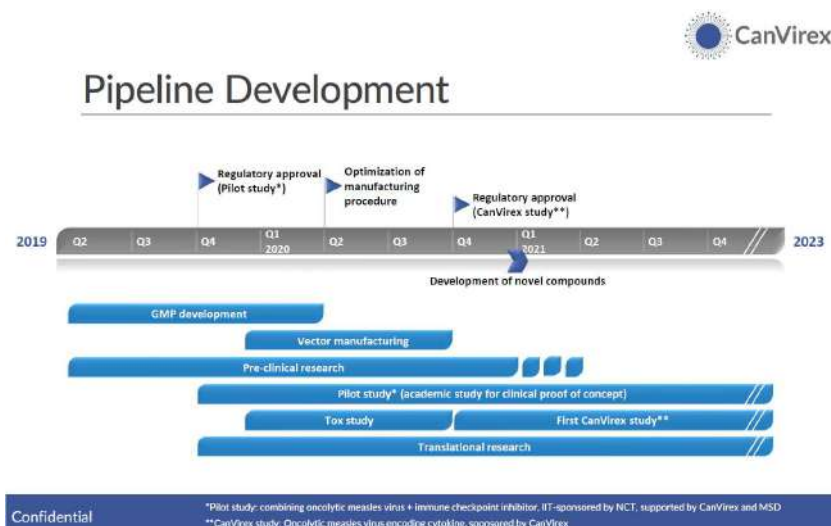 CanVirex
Pipeline Development
Regulatory approval
(Pilot study*)
Optimization of
manufacturing
procedure
Regulatory approval
(CanVirex study**)
2019
Q2
Q3
Q4
Q1
2020
Q2
Q3
Q4
Q1
2021
Q2
Q3
Q4
2023
Development of novel compounds
GMP development
Vector manufacturing
Pre-clinical research
Pilot study* (academic study for clinical proof of concept)
Tox study
First CanVirex study**
Translational research
Confidential
*Pilot study: combining oncolytic measles virus + immune checkpoint inhibitor, IIT-sponsored by NCT, supported by CanVirex and MSD
**CanVirex study: Oncolytic measles virus encoding cytokine, sponsored by CanVirex